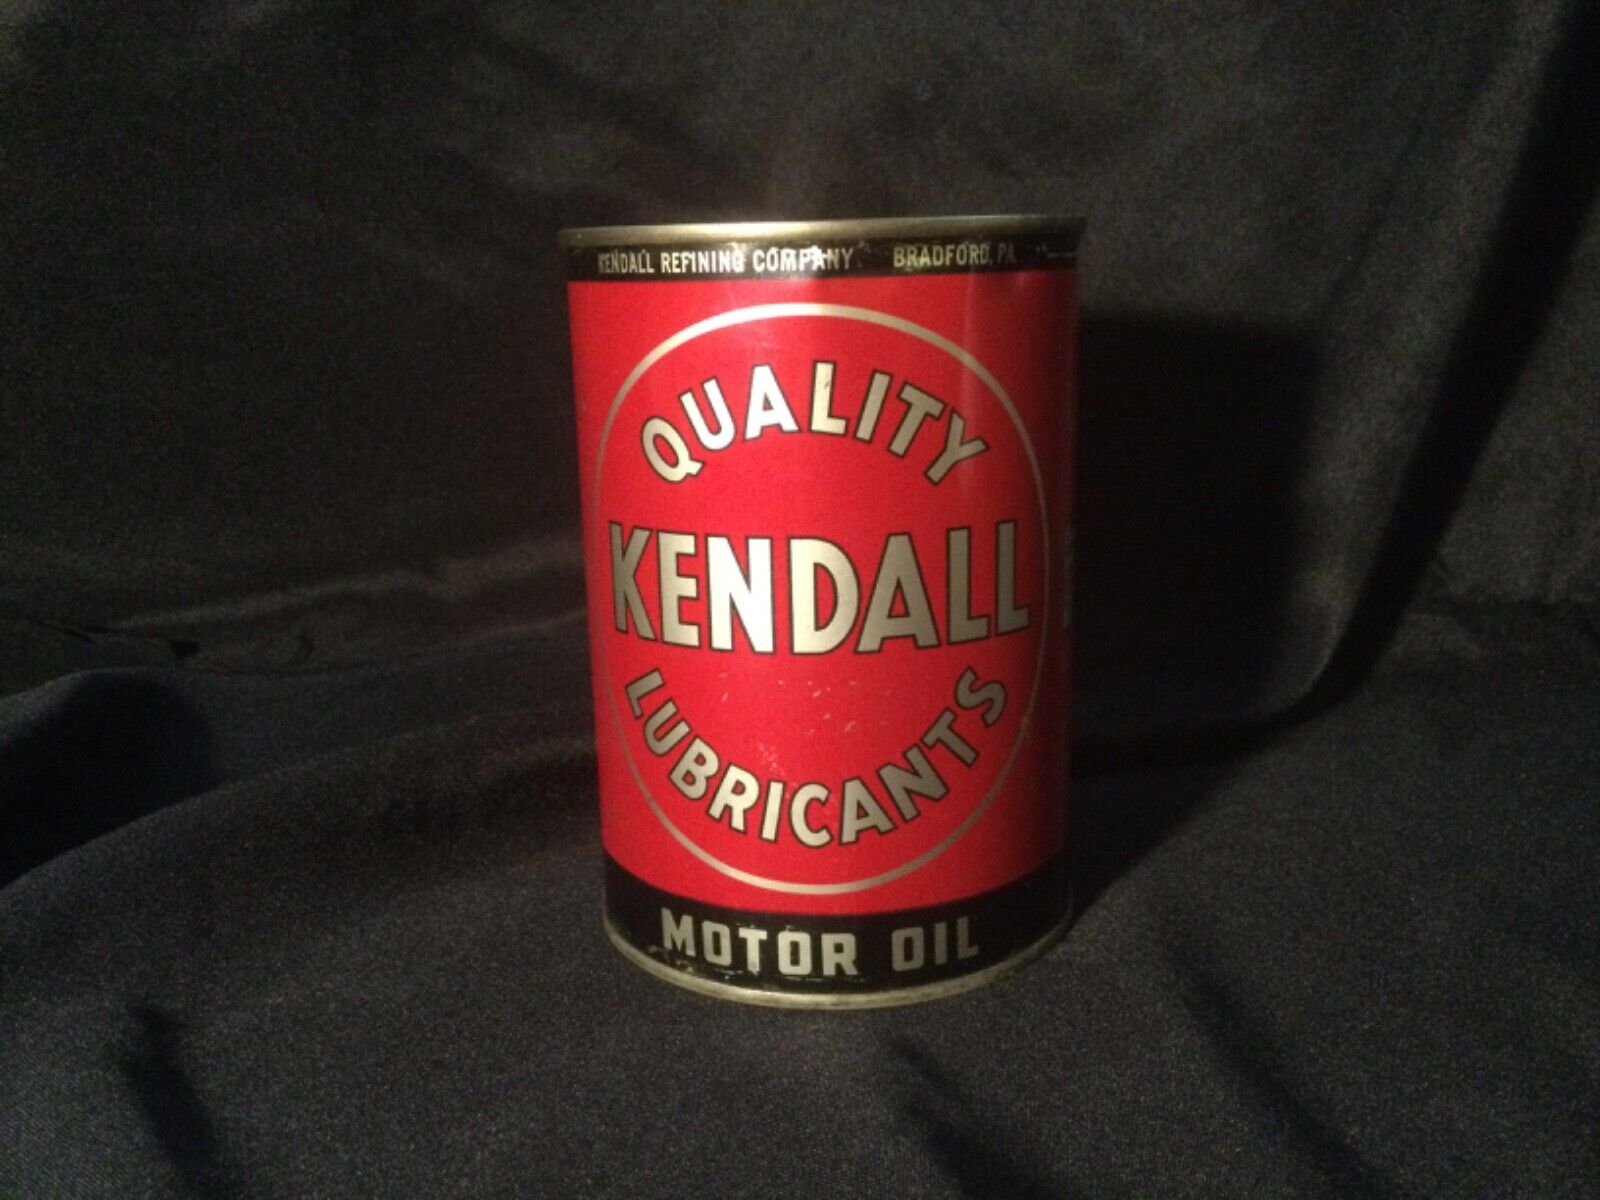 KENDALL REFINING COMPANY BRADFORD, PA.
QUALITY
KENDALL
LUBRICANTS
MOTOR OIL